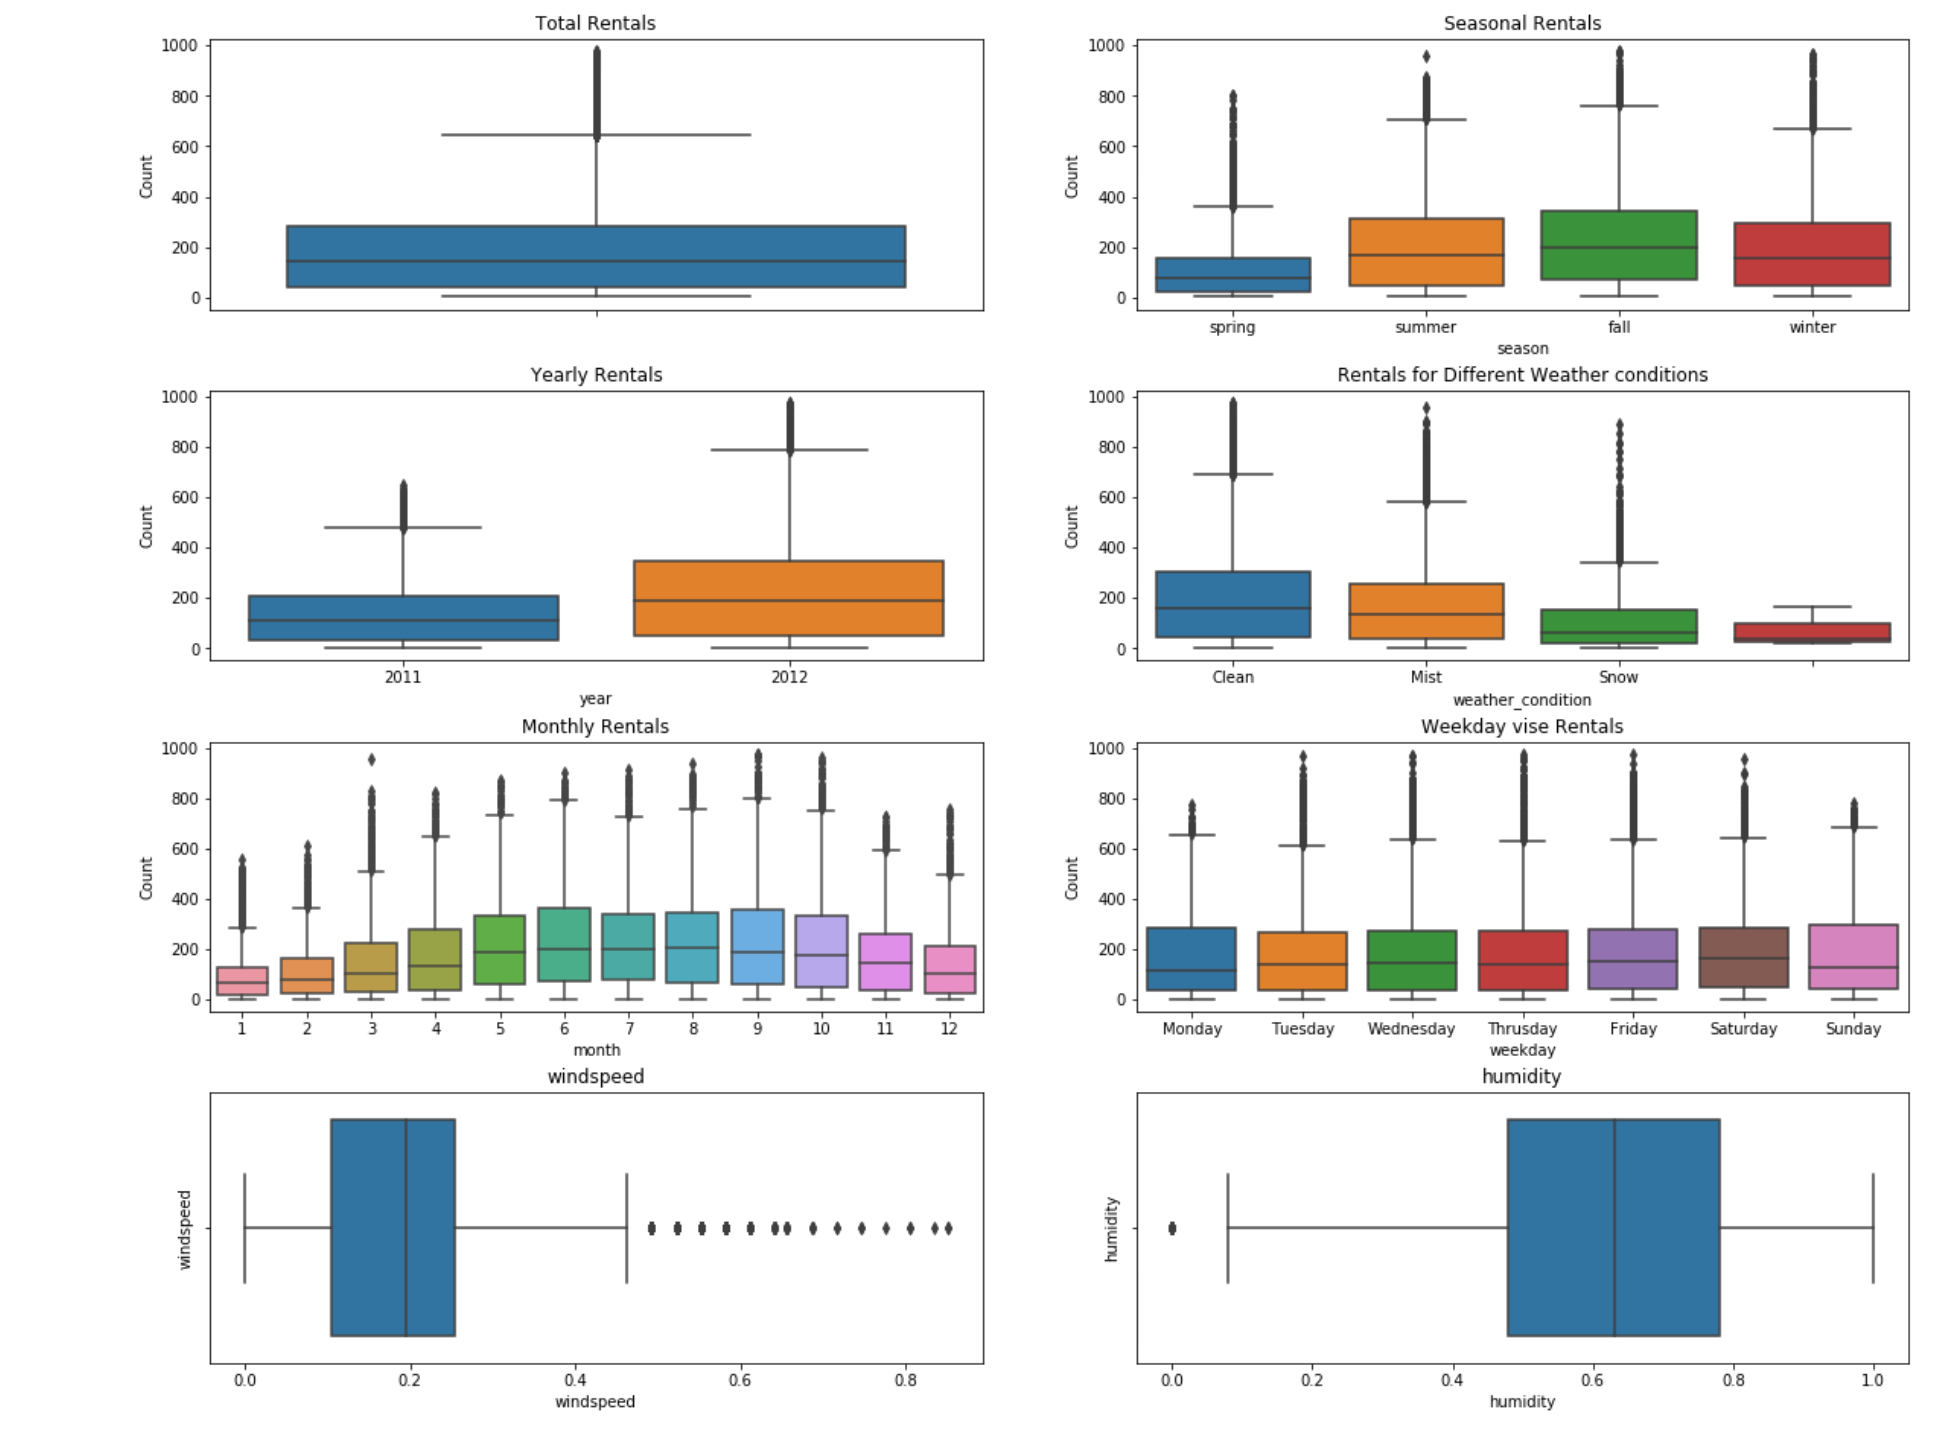 Total Rentals
1000
800
600
400
200
0
Count
Seasonal Rentals
1000
800
600
400
200
0
Count
spring summer fall winter
season
Yearly Rentals
1000
800
600
400
200
0
Count
2011 2012
year
Rentals for Different Weather conditions
1000
800
600
400
200
0
Count
Clean Mist Snow
weather_condition
Monthly Rentals
1000
800
600
400
200
0
Count
1 2 3 4 5 6 7 8 9 10 11 12
month
Weekday vise Rentals
1000
800
600
400
200
0
Count
Monday Tuesday Wednesday Thrusday Friday Saturday Sunday
weekday
windspeed
windspeed
0.0 0.2 0.4 0.6 0.8
windspeed
humidity
humidity
0.0 0.2 0.4 0.6 0.8 1.0
humidity